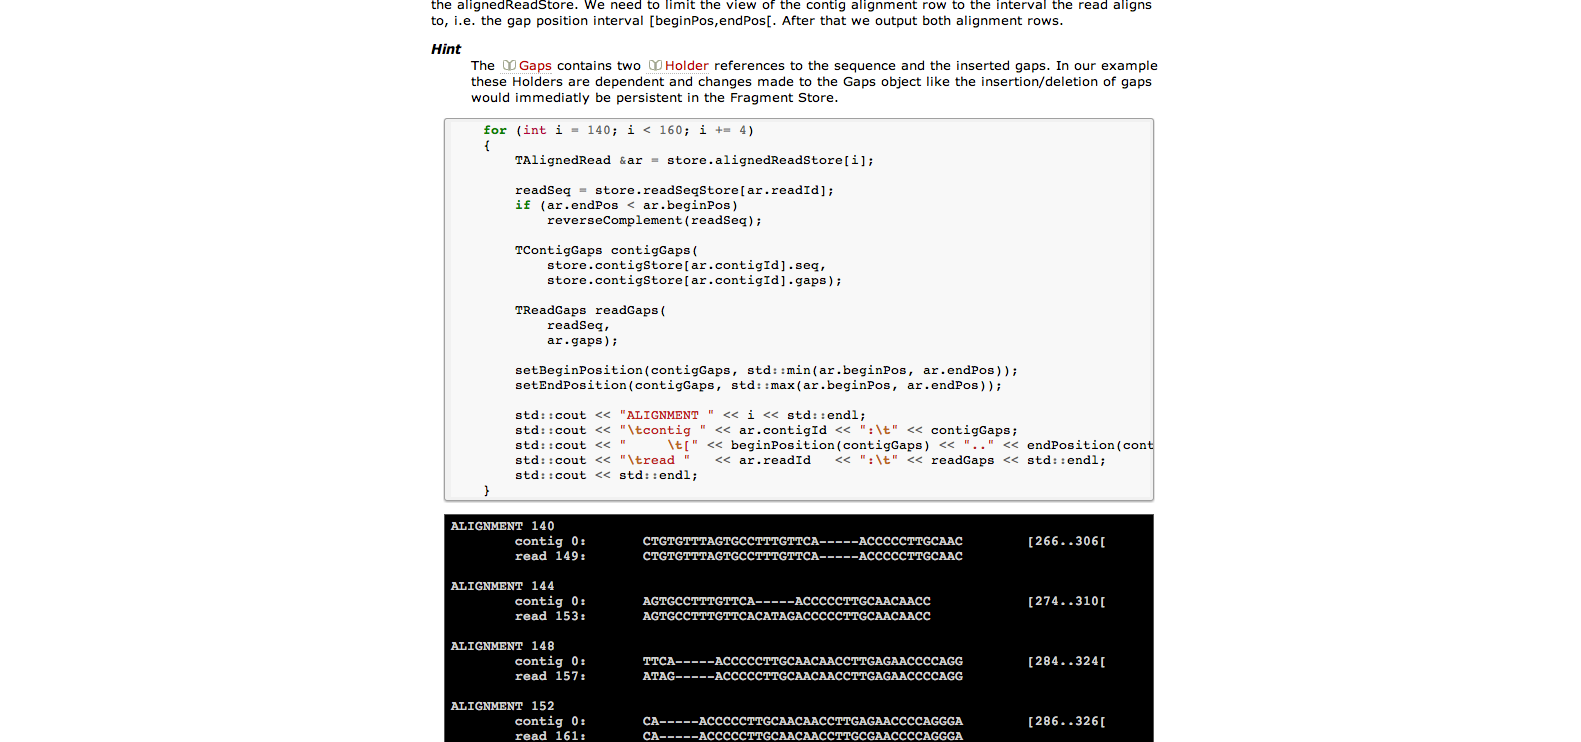 the alignedReadStore. We need to limit the view of the contig alignment row to the interval the read aligns
to, i.e. the gap position interval [beginPos,endPos[. After that we output both alignment rows.
Hint
The Gaps contains two Holder references to the sequence and the inserted gaps. In our example
these Holders are dependent and changes made to the Gaps object like the insertion/deletion of gaps
would immediatly be persistent in the Fragment Store.
for (int i = 140; i < 160; i += 4)
{
    TAlignedRead &ar = store.alignedReadStore[i];
    readSeq = store.readSeqStore[ar.readId];
    if (ar.endPos < ar.beginPos)
        reverseComplement(readSeq);
    TContigGaps contigGaps(
        store.contigStore[ar.contigId].seq,
        store.contigStore[ar.contigId].gaps);
    TReadGaps readGaps(
        readSeq,
        ar.gaps);
    setBeginPosition(contigGaps, std::min(ar.beginPos, ar.endPos));
    setEndPosition(contigGaps, std::max(ar.beginPos, ar.endPos));
    std::cout << "ALIGNMENT " << i << std::endl;
    std::cout << "\tcontig " << ar.contigId << ":\t" << contigGaps;
    std::cout << "     \t[" << beginPosition(contigGaps) << ".." << endPosition(cont
    std::cout << "\tread "   << ar.readId   << ":\t" << readGaps << std::endl;
    std::cout << std::endl;
}
ALIGNMENT 140
        contig 0:       CTGTGTTTAGTGCCTTTGTTCA-----ACCCCCTTGCAAC        [266..306[
        read 149:       CTGTGTTTAGTGCCTTTGTTCA-----ACCCCCTTGCAAC
ALIGNMENT 144
        contig 0:       AGTGCCTTTGTTCA-----ACCCCCTTGCAACAACC            [274..310[
        read 153:       AGTGCCTTTGTTCACATAGACCCCCTTGCAACAACC
ALIGNMENT 148
        contig 0:       TTCA-----ACCCCCTTGCAACAACCTTGAGAACCCCAGG        [284..324[
        read 157:       ATAG-----ACCCCCTTGCAACAACCTTGAGAACCCCAGG
ALIGNMENT 152
        contig 0:       CA-----ACCCCCTTGCAACAACCTTGAGAACCCCAGGGA        [286..326[
        read 161:       CA-----ACCCCCTTGCAACAACCTTGCGAACCCCAGGGA